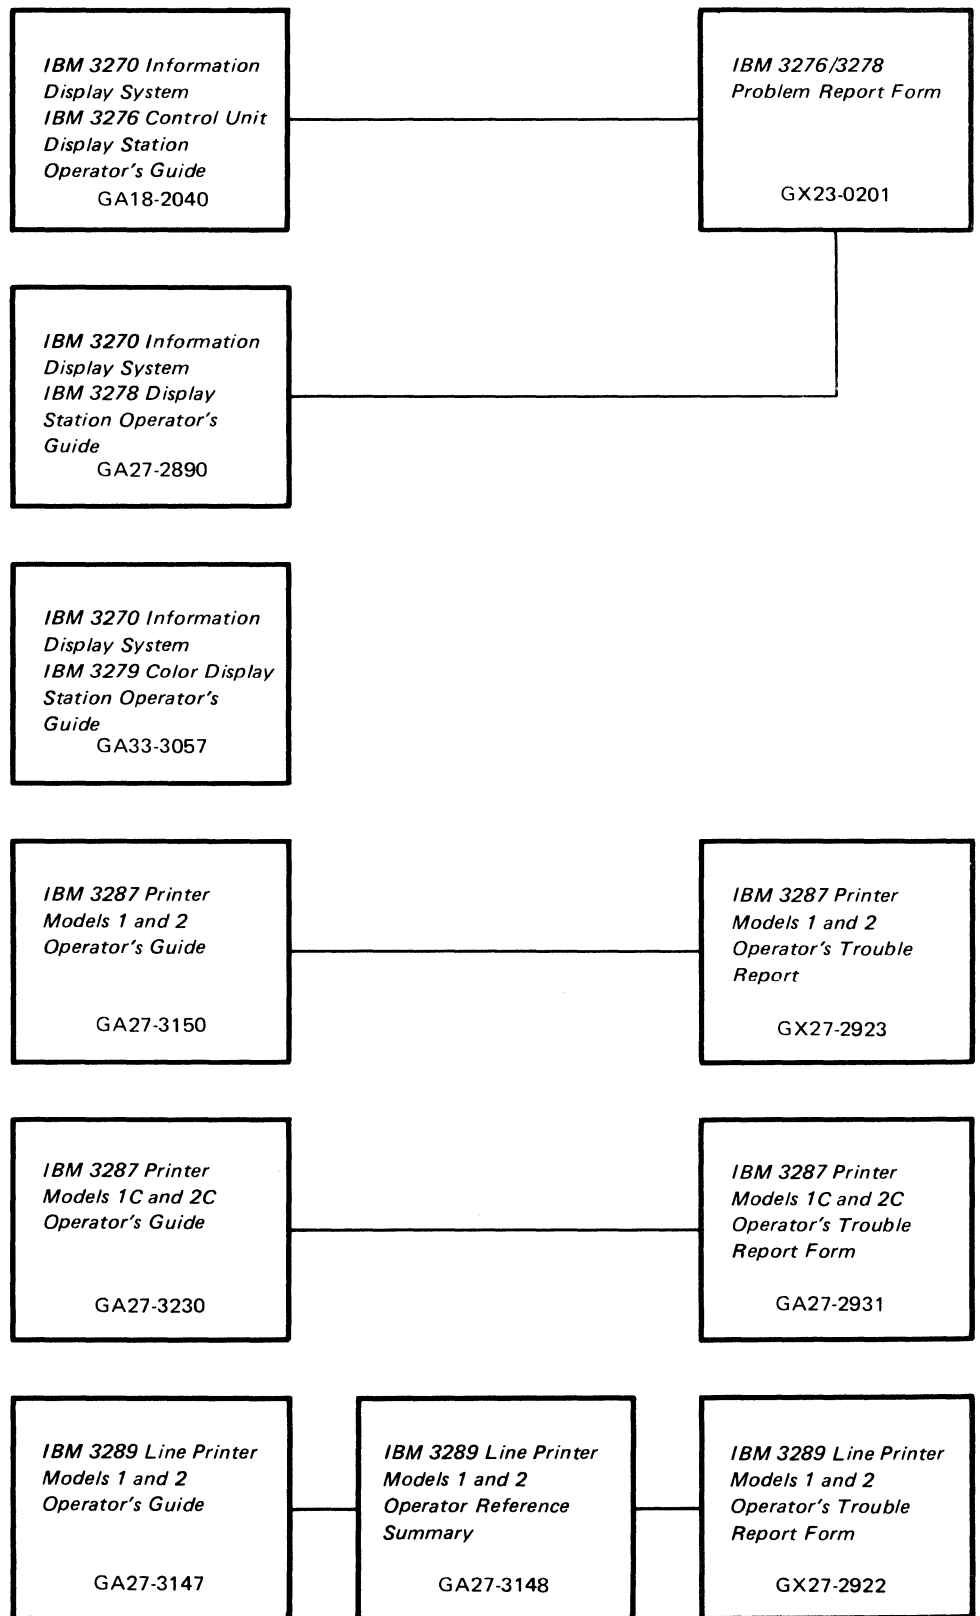 IBM 3270 Information
Display System
IBM 3276 Control Unit
Display Station
Operator's Guide
GA18-2040
IBM 3276/3278
Problem Report Form
GX23-0201
IBM 3270 Information
Display System
IBM 3278 Display
Station Operator's
Guide
GA27-2890
IBM 3270 Information
Display System
IBM 3279 Color Display
Station Operator's
Guide
GA33-3057
IBM 3287 Printer
Models 1 and 2
Operator's Guide
GA27-3150
IBM 3287 Printer
Models 1 and 2
Operator's Trouble
Report
GX27-2923
IBM 3287 Printer
Models 1C and 2C
Operator's Guide
GA27-3230
IBM 3287 Printer
Models 1C and 2C
Operator's Trouble
Report Form
GA27-2931
IBM 3289 Line Printer
Models 1 and 2
Operator's Guide
GA27-3147
IBM 3289 Line Printer
Models 1 and 2
Operator Reference
Summary
GA27-3148
IBM 3289 Line Printer
Models 1 and 2
Operator's Trouble
Report Form
GX27-2922